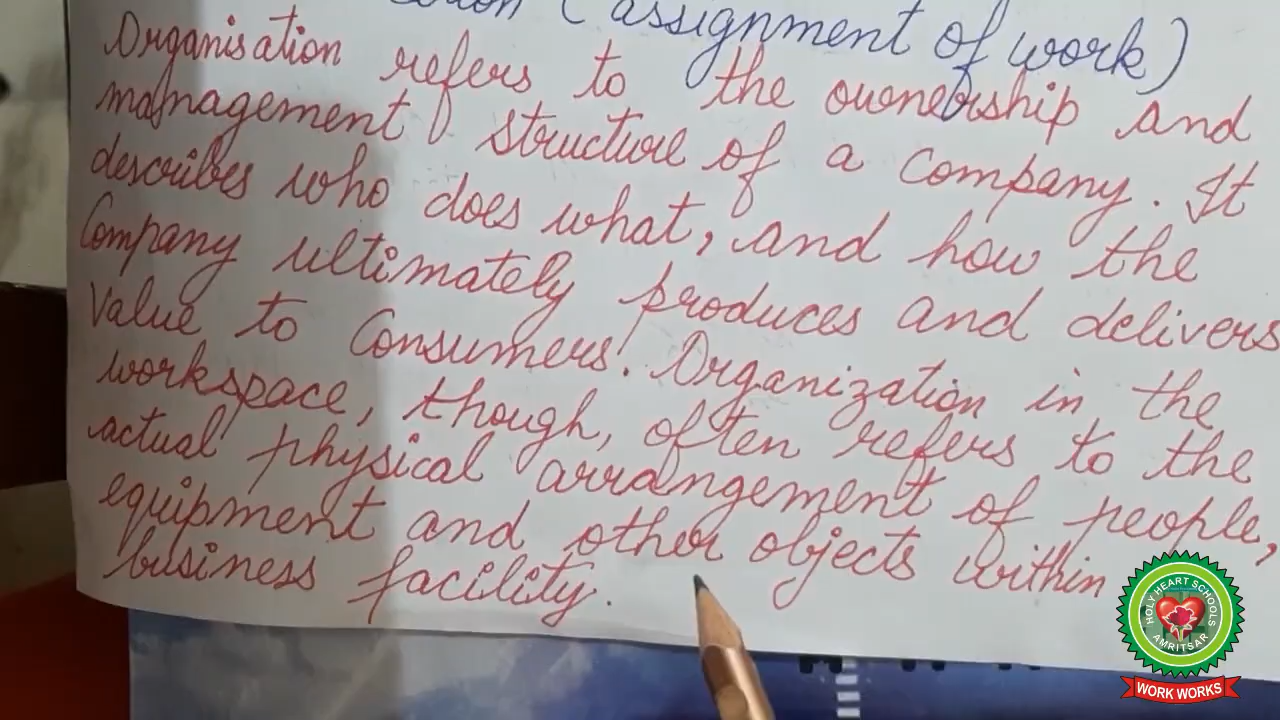 (assignment of work)
Organisation refers to the ownership and
management structure of a company. It
describes who does what, and how the
Company ultimately produces and delivers
Value to Consumers. Organization in the
workspace, though, often refers to the
actual physical arrangement of people,
equipment and other objects within
business facility.
HOLY HEART SCHOOLS
AMRITSAR
WORK WORKS